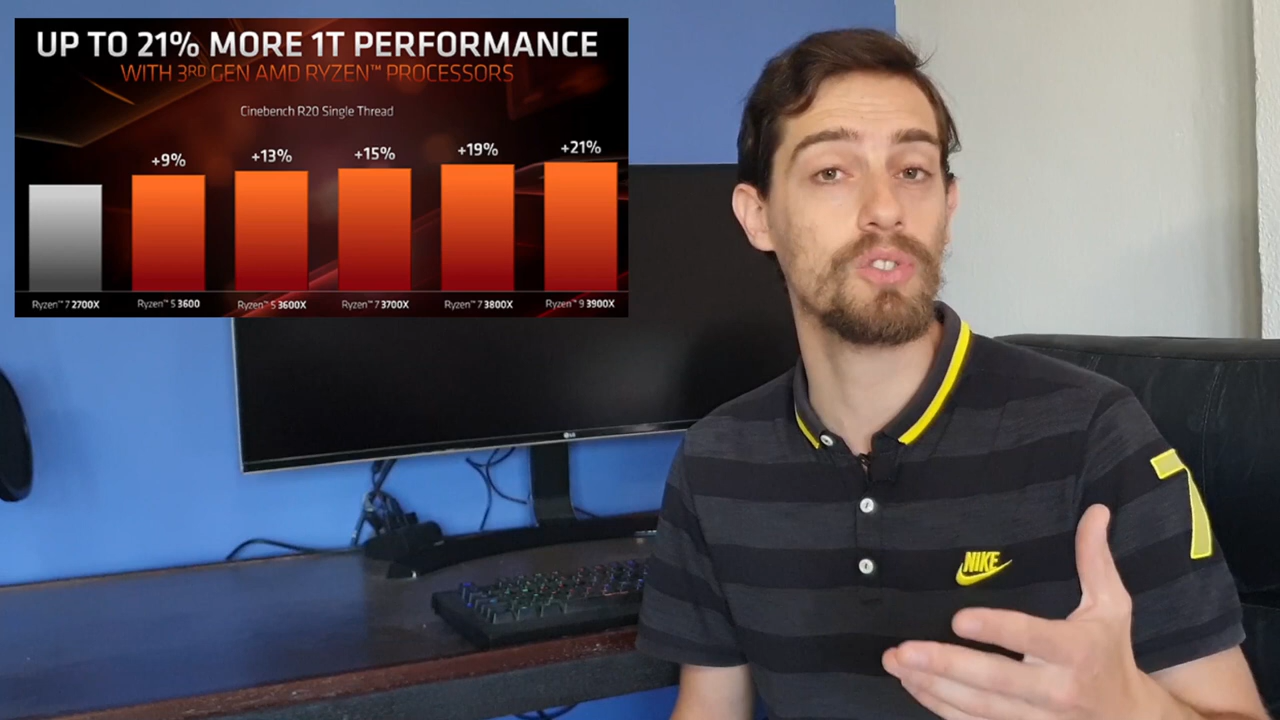 UP TO 21% MORE 1T PERFORMANCE
WITH 3RD GEN AMD RYZEN™ PROCESSORS
Cinebench R20 Single Thread
+9% +13% +15% +19% +21%
Ryzen™ 7 2700X Ryzen™ 5 3600 Ryzen™ 5 3600X Ryzen™ 7 3700X Ryzen™ 7 3800X Ryzen™ 9 3900X
LG
NIKE
7